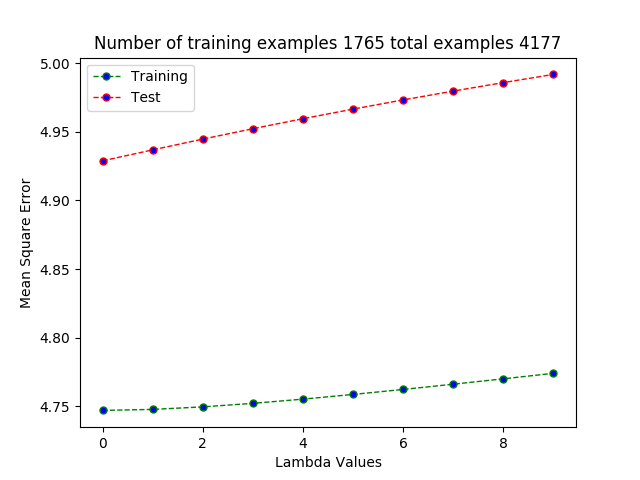 Number of training examples 1765 total examples 4177
Training
Test
5.00
4.95
4.90
4.85
4.80
4.75
Mean Square Error
0 2 4 6 8
Lambda Values